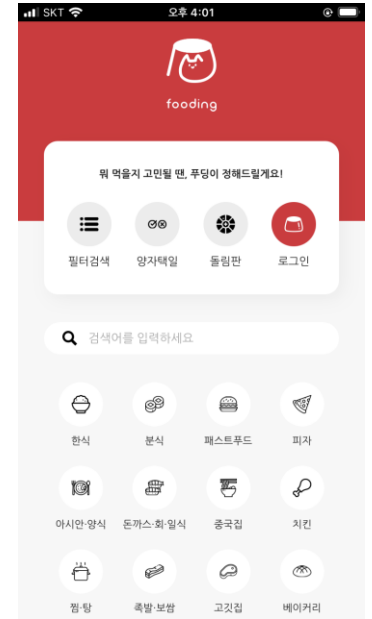 SKT 오후 4:01
fooding
뭐 먹을지 고민될 땐, 푸딩이 정해드릴게요!
필터검색 양자택일 돌림판 로그인
검색어를 입력하세요
한식 분식 패스트푸드 피자
아시안·양식 돈까스·회·일식 중국집 치킨
찜·탕 족발·보쌈 고깃집 베이커리